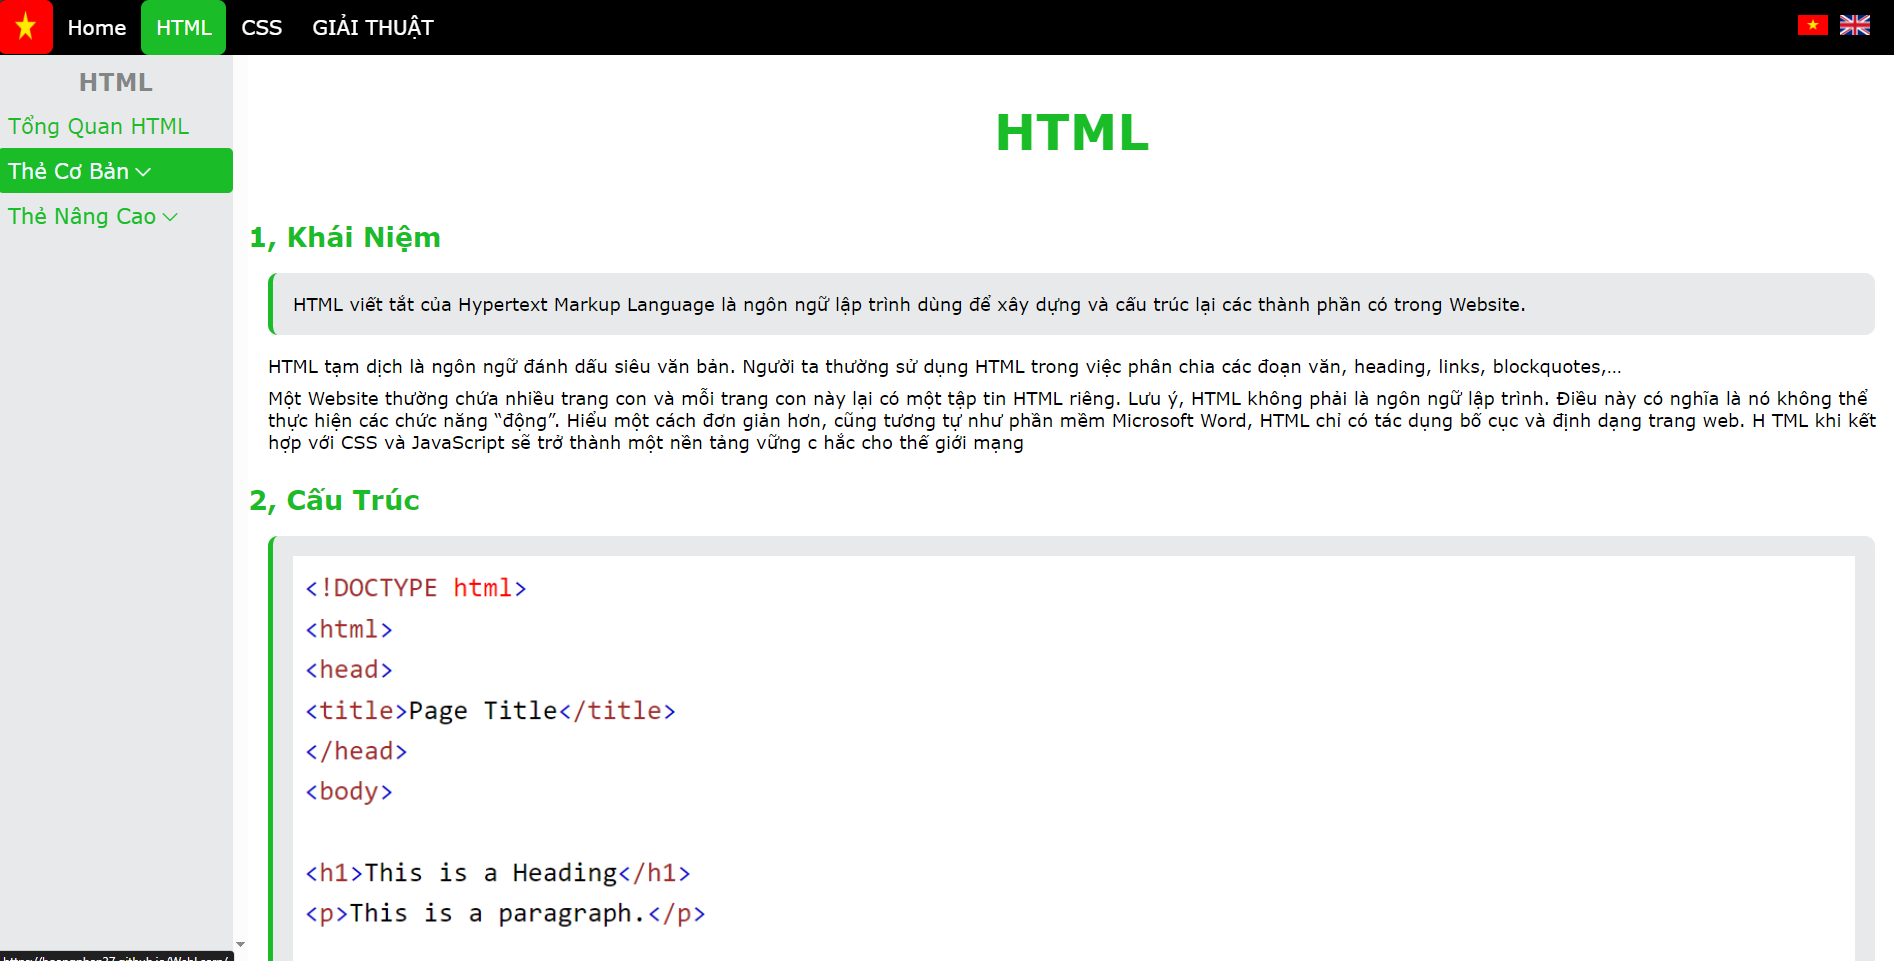 Home HTML CSS GIẢI THUẬT
HTML
Tổng Quan HTML
Thẻ Cơ Bản
Thẻ Nâng Cao
HTML
1, Khái Niệm
HTML viết tắt của Hypertext Markup Language là ngôn ngữ lập trình dùng để xây dựng và cấu trúc lại các thành phần có trong Website.
HTML tạm dịch là ngôn ngữ đánh dấu siêu văn bản. Người ta thường sử dụng HTML trong việc phân chia các đoạn văn, heading, links, blockquotes,...
Một Website thường chứa nhiều trang con và mỗi trang con này lại có một tập tin HTML riêng. Lưu ý, HTML không phải là ngôn ngữ lập trình. Điều này có nghĩa là nó không thể
thực hiện các chức năng “động”. Hiểu một cách đơn giản hơn, cũng tương tự như phần mềm Microsoft Word, HTML chỉ có tác dụng bố cục và định dạng trang web. H TML khi kết
hợp với CSS và JavaScript sẽ trở thành một nền tảng vững c hắc cho thế giới mạng
2, Cấu Trúc
<!DOCTYPE html>
<html>
<head>
<title>Page Title</title>
</head>
<body>
<h1>This is a Heading</h1>
<p>This is a paragraph.</p>